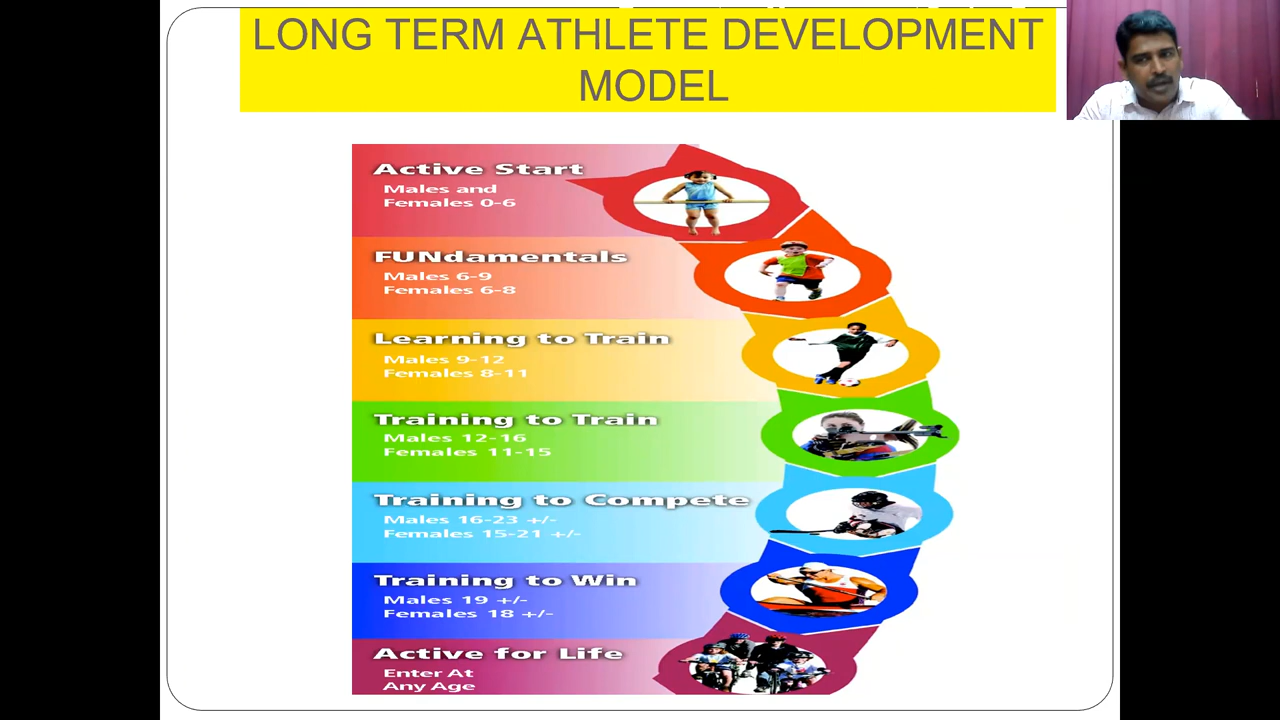 LONG TERM ATHLETE DEVELOPMENT
MODEL
Active Start
Males and
Females 0-6
FUNdamentals
Males 6-9
Females 6-8
Learning to Train
Males 9-12
Females 8-11
Training to Train
Males 12-16
Females 11-15
Training to Compete
Males 16-23 +/-
Females 15-21 +/-
Training to Win
Males 19 +/-
Females 18 +/-
Active for Life
Enter At
Any Age